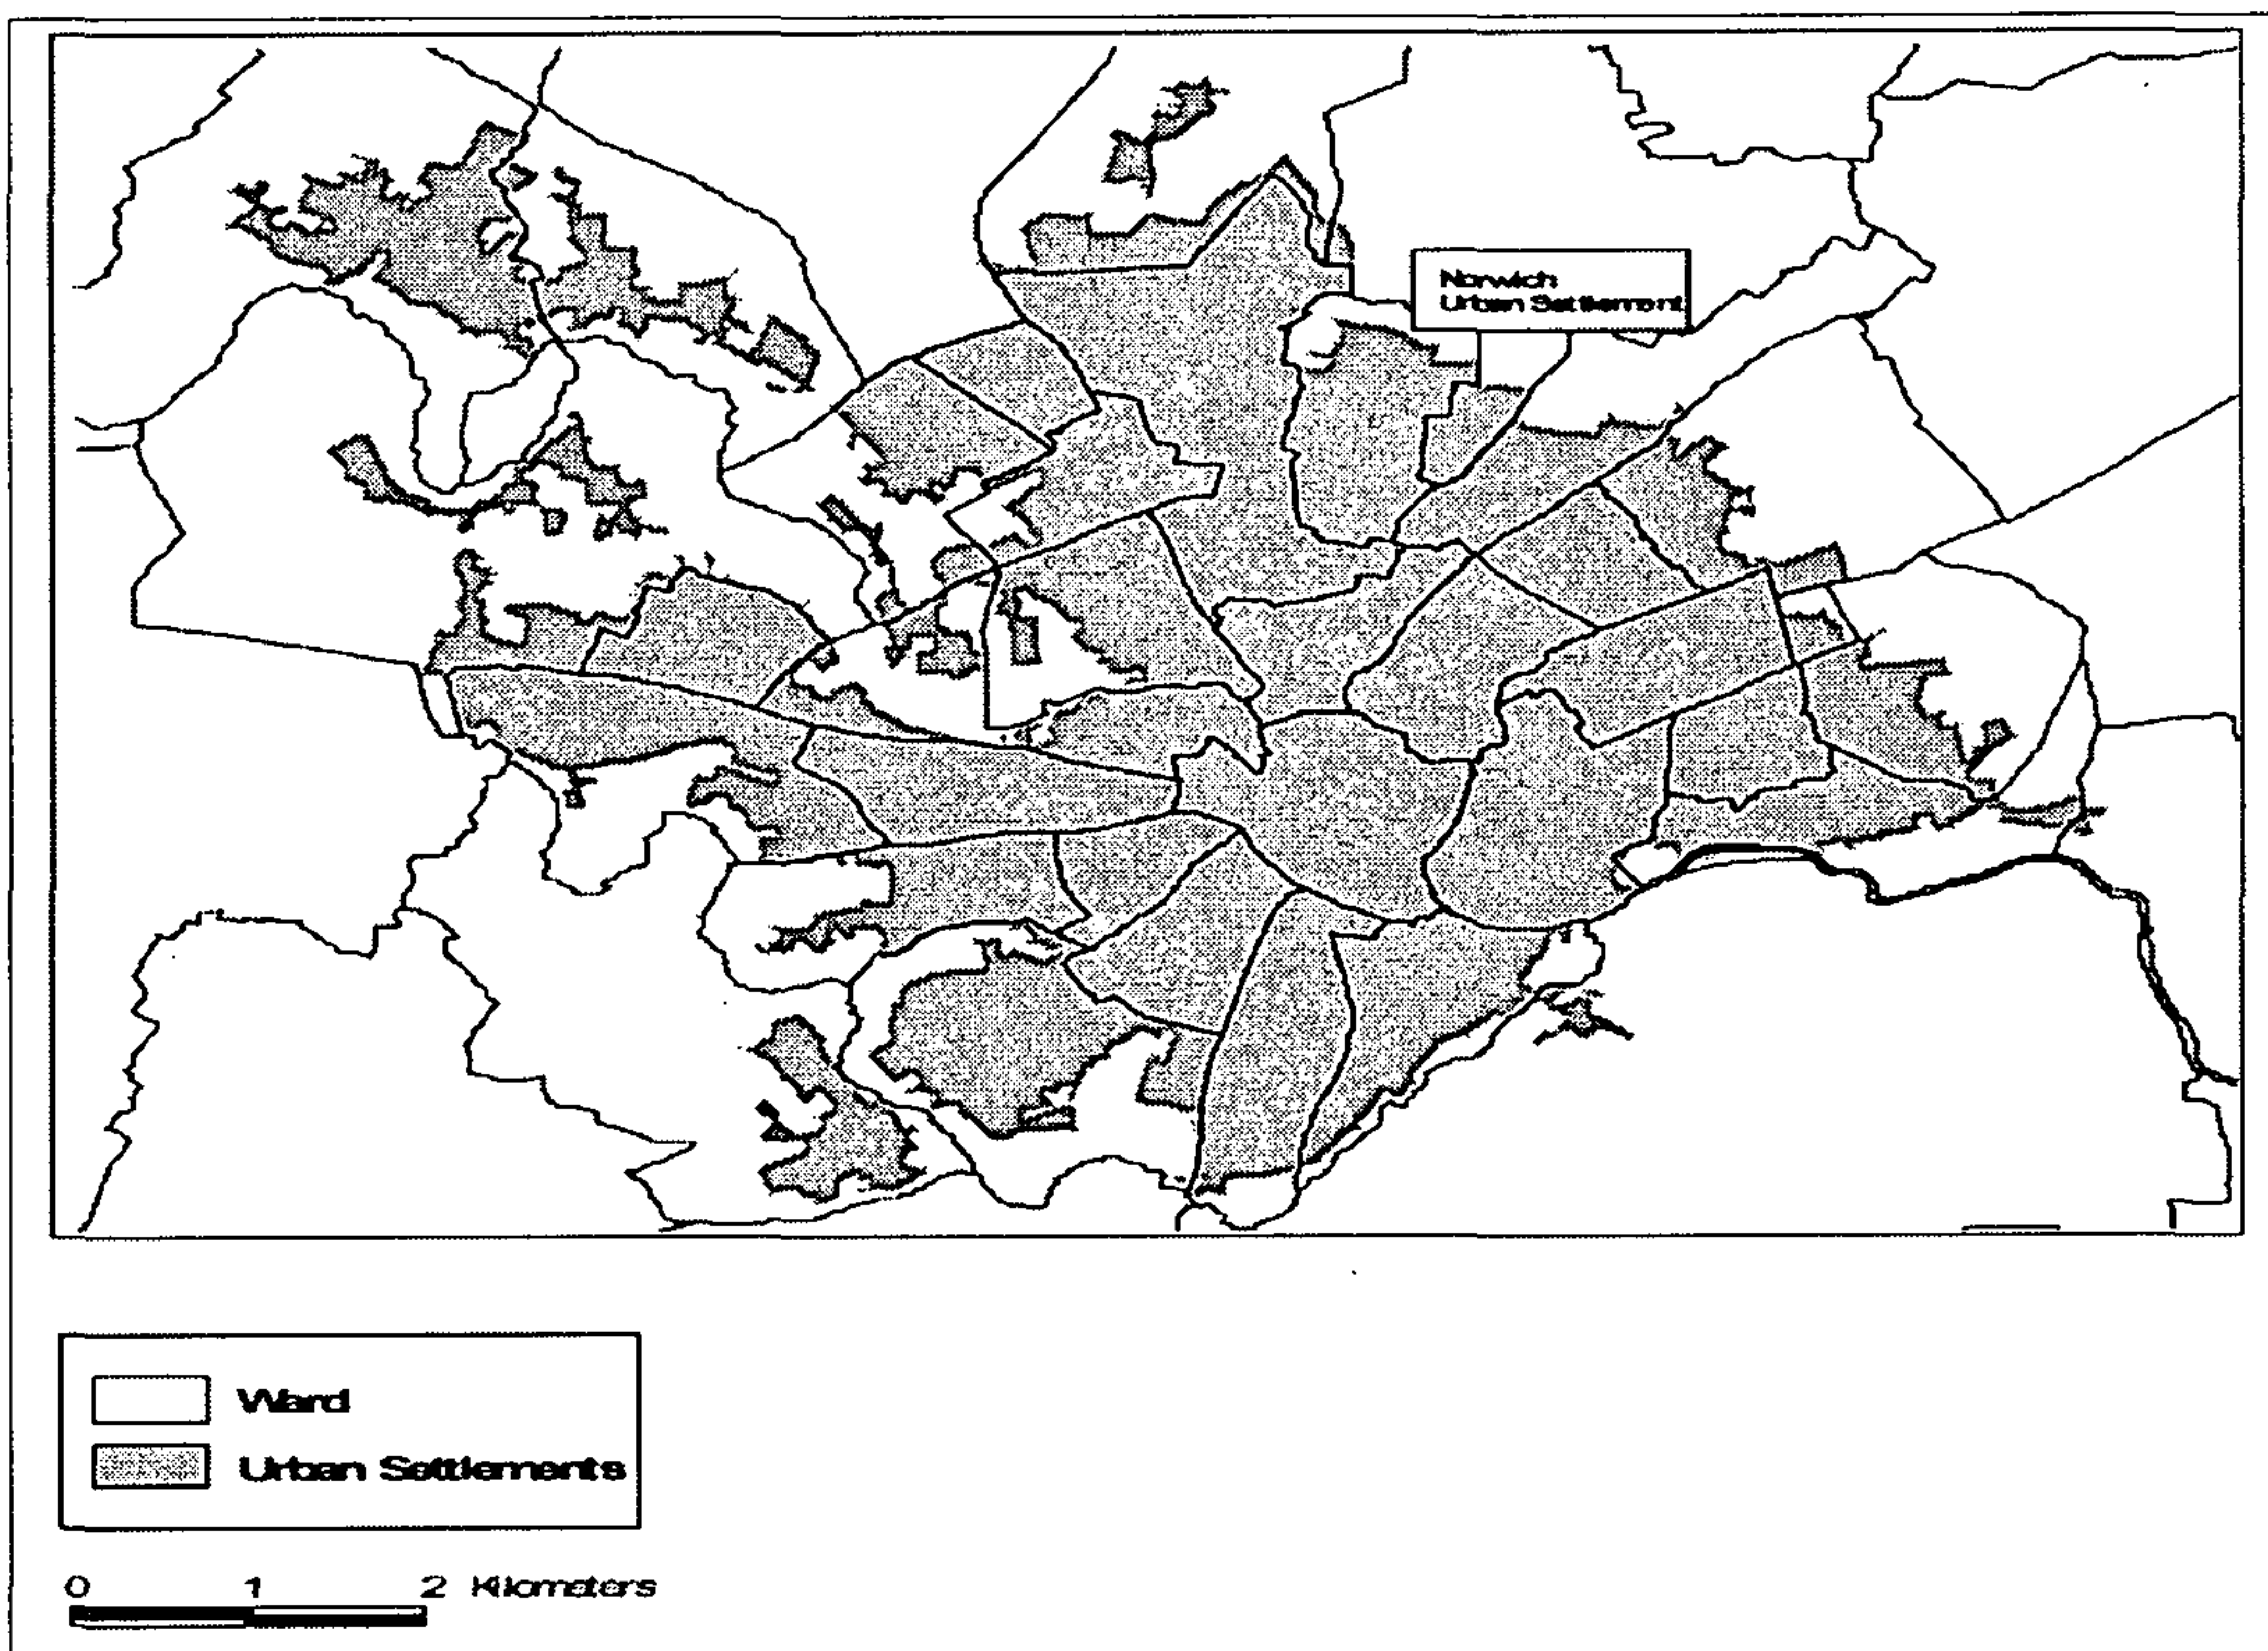 Norwich
Urban Settlement
Ward
Urban Settlements
0 1 2 Kilometers